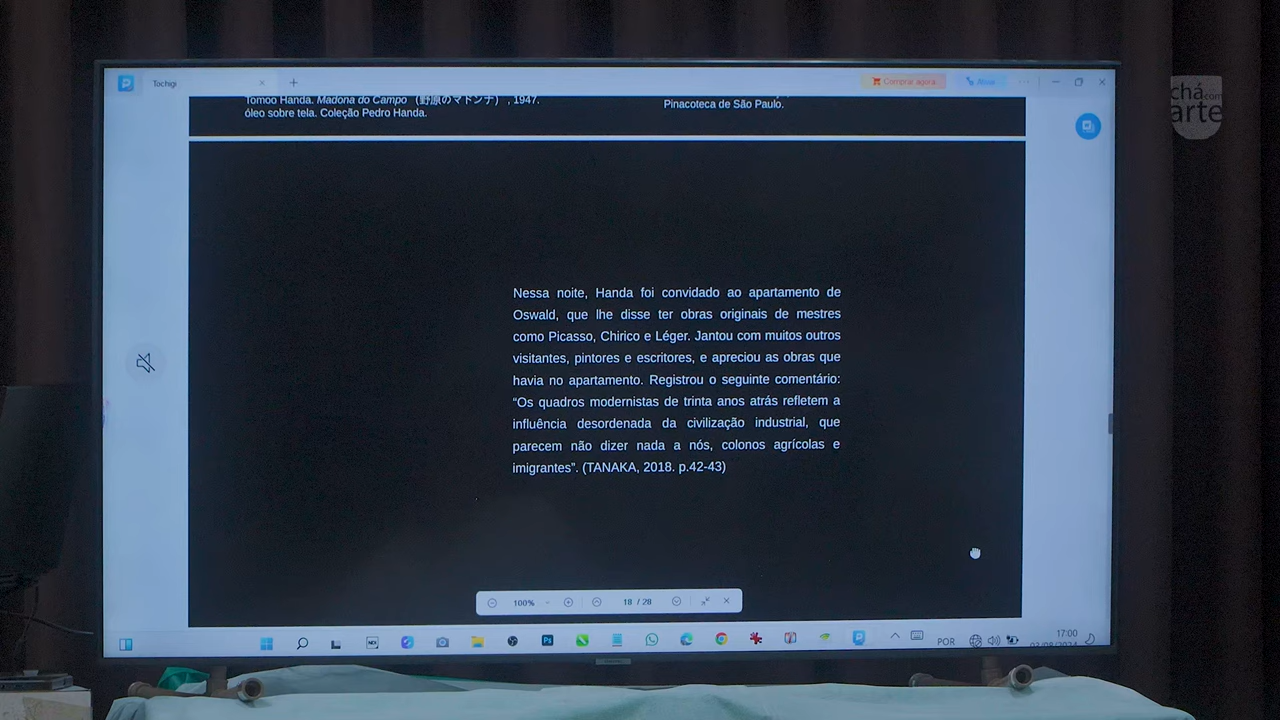 Tochigi
Comprar agora
chá com
arte
Tomoo Handa. Madona do Campo (野原のマドンナ) , 1947.
óleo sobre tela. Coleção Pedro Handa.
Pinacoteca de São Paulo.
Nessa noite, Handa foi convidado ao apartamento de
Oswald, que lhe disse ter obras originais de mestres
como Picasso, Chirico e Léger. Jantou com muitos outros
visitantes, pintores e escritores, e apreciou as obras que
havia no apartamento. Registrou o seguinte comentário:
“Os quadros modernistas de trinta anos atrás refletem a
influência desordenada da civilização industrial, que
parecem não dizer nada a nós, colonos agrícolas e
imigrantes”. (TANAKA, 2018. p.42-43)
100% 18 / 28
POR
17:00